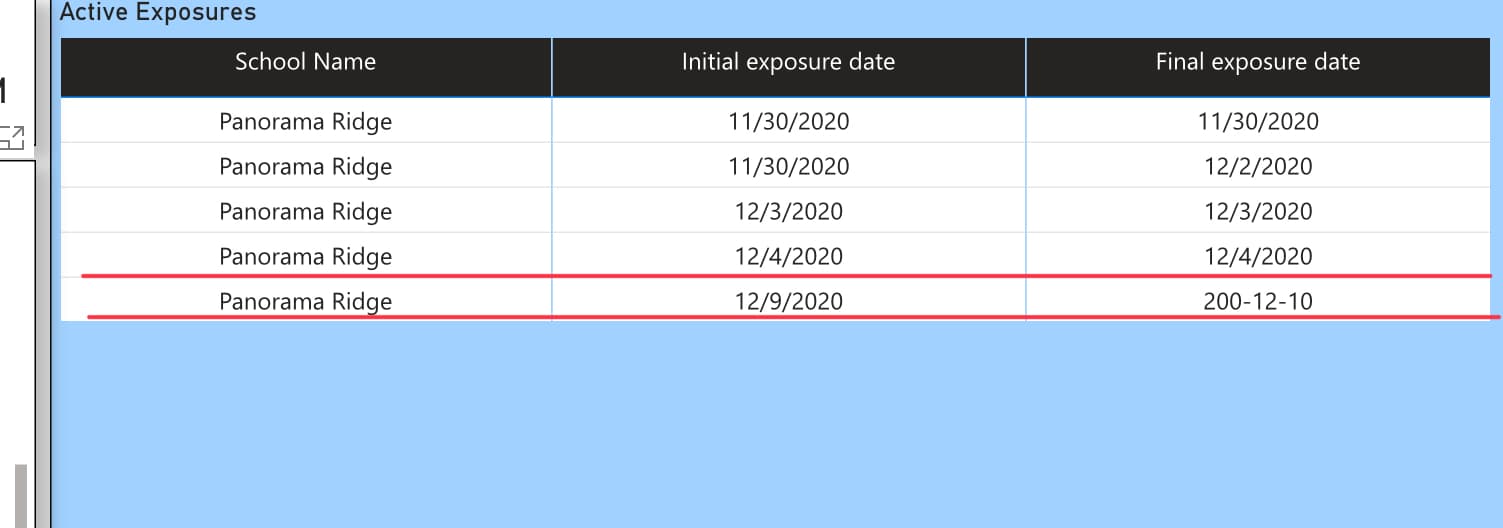 Active Exposures
School Name Initial exposure date Final exposure date
Panorama Ridge 11/30/2020 11/30/2020
Panorama Ridge 11/30/2020 12/2/2020
Panorama Ridge 12/3/2020 12/3/2020
Panorama Ridge 12/4/2020 12/4/2020
Panorama Ridge 12/9/2020 200-12-10